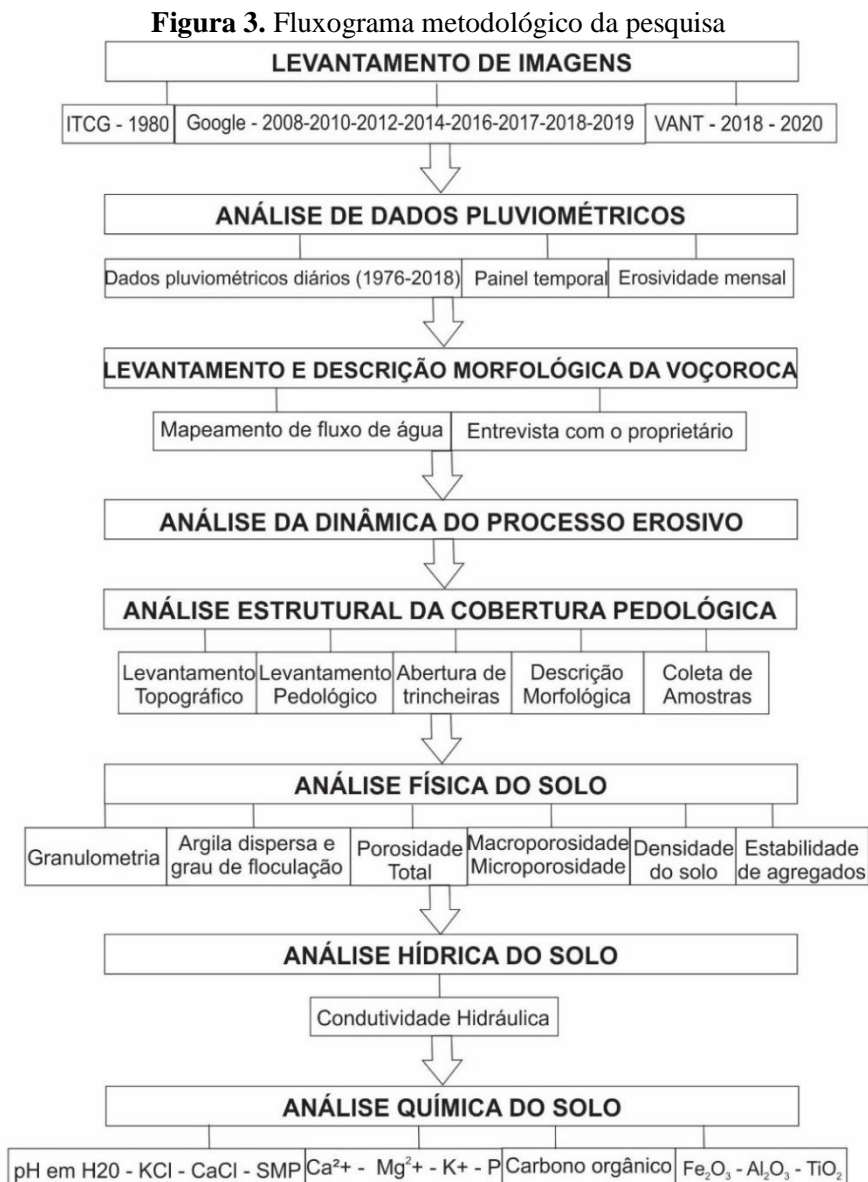 Figura 3. Fluxograma metodológico da pesquisa
LEVANTAMENTO DE IMAGENS
ITCG - 1980
Google - 2008-2010-2012-2014-2016-2017-2018-2019
VANT - 2018 - 2020
ANÁLISE DE DADOS PLUVIOMÉTRICOS
Dados pluviométricos diários (1976-2018)
Painel temporal
Erosividade mensal
LEVANTAMENTO E DESCRIÇÃO MORFOLÓGICA DA VOÇOROCA
Mapeamento de fluxo de água
Entrevista com o proprietário
ANÁLISE DA DINÂMICA DO PROCESSO EROSIVO
ANÁLISE ESTRUTURAL DA COBERTURA PEDOLÓGICA
Levantamento
Topográfico
Levantamento
Pedológico
Abertura de
trincheiras
Descrição
Morfológica
Coleta de
Amostras
ANÁLISE FÍSICA DO SOLO
Granulometria
Argila dispersa e
grau de floculação
Porosidade
Total
Macroporosidade
Microporosidade
Densidade
do solo
Estabilidade
de agregados
ANÁLISE HÍDRICA DO SOLO
Condutividade Hidráulica
ANÁLISE QUÍMICA DO SOLO
pH em H20 - KCl - CaCl - SMP
Ca²+ - Mg²+ - K+ - P
Carbono orgânico
Fe₂O₃ - Al₂O₃ - TiO₂